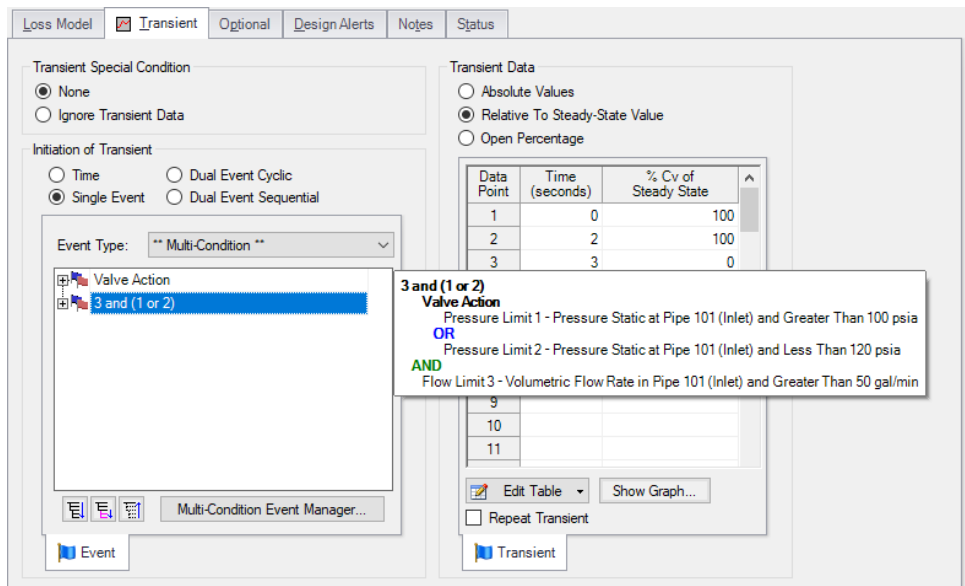 Loss Model
Transient
Optional
Design Alerts
Notes
Status
Transient Special Condition
None
Ignore Transient Data
Initiation of Transient
Time
Dual Event Cyclic
Single Event
Dual Event Sequential
Event Type:
** Multi-Condition **
Valve Action
3 and (1 or 2)
Multi-Condition Event Manager...
Event
Transient Data
Absolute Values
Relative To Steady-State Value
Open Percentage
Data Point
Time (seconds)
% Cv of Steady State
1 0 100
2 2 100
3 3 0
3 and (1 or 2)
Valve Action
Pressure Limit 1 - Pressure Static at Pipe 101 (Inlet) and Greater Than 100 psia
OR
Pressure Limit 2 - Pressure Static at Pipe 101 (Inlet) and Less Than 120 psia
AND
Flow Limit 3 - Volumetric Flow Rate in Pipe 101 (Inlet) and Greater Than 50 gal/min
9
10
11
Edit Table
Show Graph...
Repeat Transient
Transient